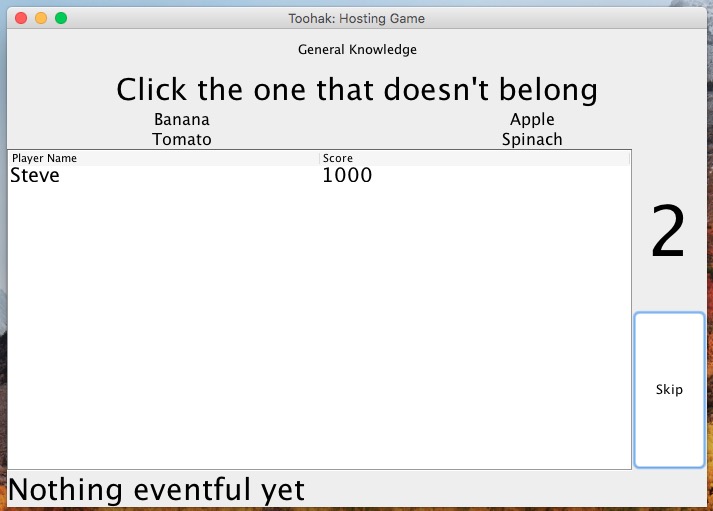 Toohak: Hosting Game
General Knowledge
Click the one that doesn't belong
Banana Apple
Tomato Spinach
Player Name Score
Steve 1000
2
Skip
Nothing eventful yet